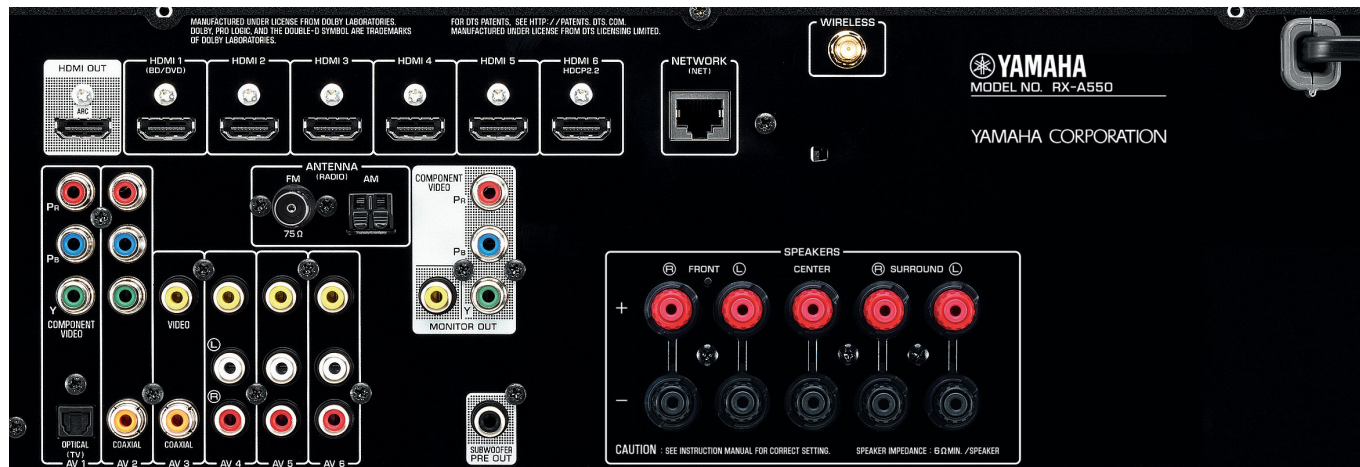 MANUFACTURED UNDER LICENSE FROM DOLBY LABORATORIES.
DOLBY, PRO LOGIC, AND THE DOUBLE-D SYMBOL ARE TRADEMARKS
OF DOLBY LABORATORIES.
FOR DTS PATENTS, SEE HTTP://PATENTS.DTS.COM.
MANUFACTURED UNDER LICENSE FROM DTS LICENSING LIMITED.
WIRELESS
HDMI OUT
ARC
HDMI 1
(BD/DVD)
HDMI 2
HDMI 3
HDMI 4
HDMI 5
HDMI 6
HDCP2.2
NETWORK
(NET)
YAMAHA
MODEL NO. RX-A550
YAMAHA CORPORATION
ANTENNA
(RADIO)
FM
AM
75Ω
COMPONENT
VIDEO
PR
PB
Y
MONITOR OUT
PR
PB
Y
COMPONENT
VIDEO
VIDEO
L
R
OPTICAL
(TV)
COAXIAL
COAXIAL
AV 1
AV 2
AV 3
AV 4
AV 5
AV 6
SUBWOOFER
PRE OUT
SPEAKERS
R FRONT L
CENTER
R SURROUND L
+
−
CAUTION : SEE INSTRUCTION MANUAL FOR CORRECT SETTING.
SPEAKER IMPEDANCE : 6ΩMIN. /SPEAKER